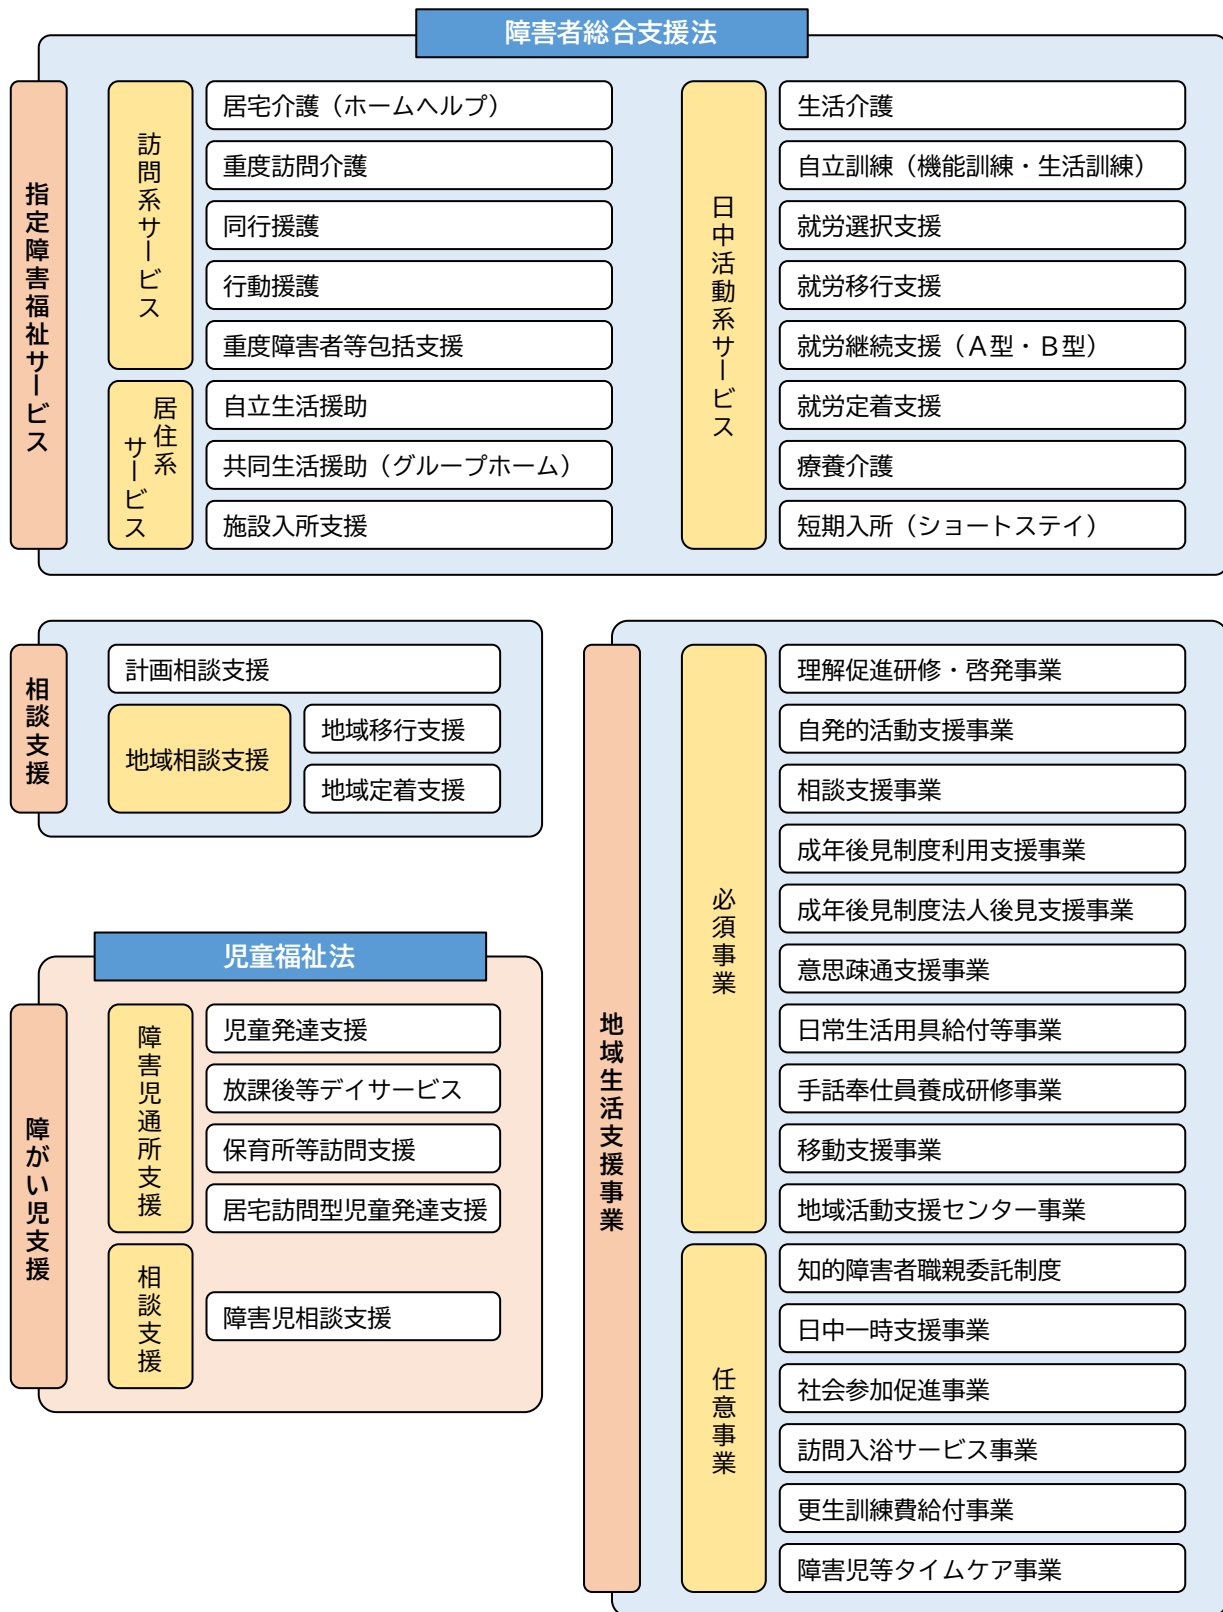 障害者総合支援法
指定障害福祉サービス
訪問系サービス
居宅介護（ホームヘルプ）
重度訪問介護
同行援護
行動援護
重度障害者等包括支援
居住系
サービス
自立生活援助
共同生活援助（グループホーム）
施設入所支援
日中活動系サービス
生活介護
自立訓練（機能訓練・生活訓練）
就労選択支援
就労移行支援
就労継続支援（Ａ型・Ｂ型）
就労定着支援
療養介護
短期入所（ショートステイ）
相談支援
計画相談支援
地域相談支援
地域移行支援
地域定着支援
児童福祉法
障がい児支援
障害児通所支援
児童発達支援
放課後等デイサービス
保育所等訪問支援
居宅訪問型児童発達支援
相談支援
障害児相談支援
地域生活支援事業
必須事業
理解促進研修・啓発事業
自発的活動支援事業
相談支援事業
成年後見制度利用支援事業
成年後見制度法人後見支援事業
意思疎通支援事業
日常生活用具給付等事業
手話奉仕員養成研修事業
移動支援事業
地域活動支援センター事業
任意事業
知的障害者職親委託制度
日中一時支援事業
社会参加促進事業
訪問入浴サービス事業
更生訓練費給付事業
障害児等タイムケア事業